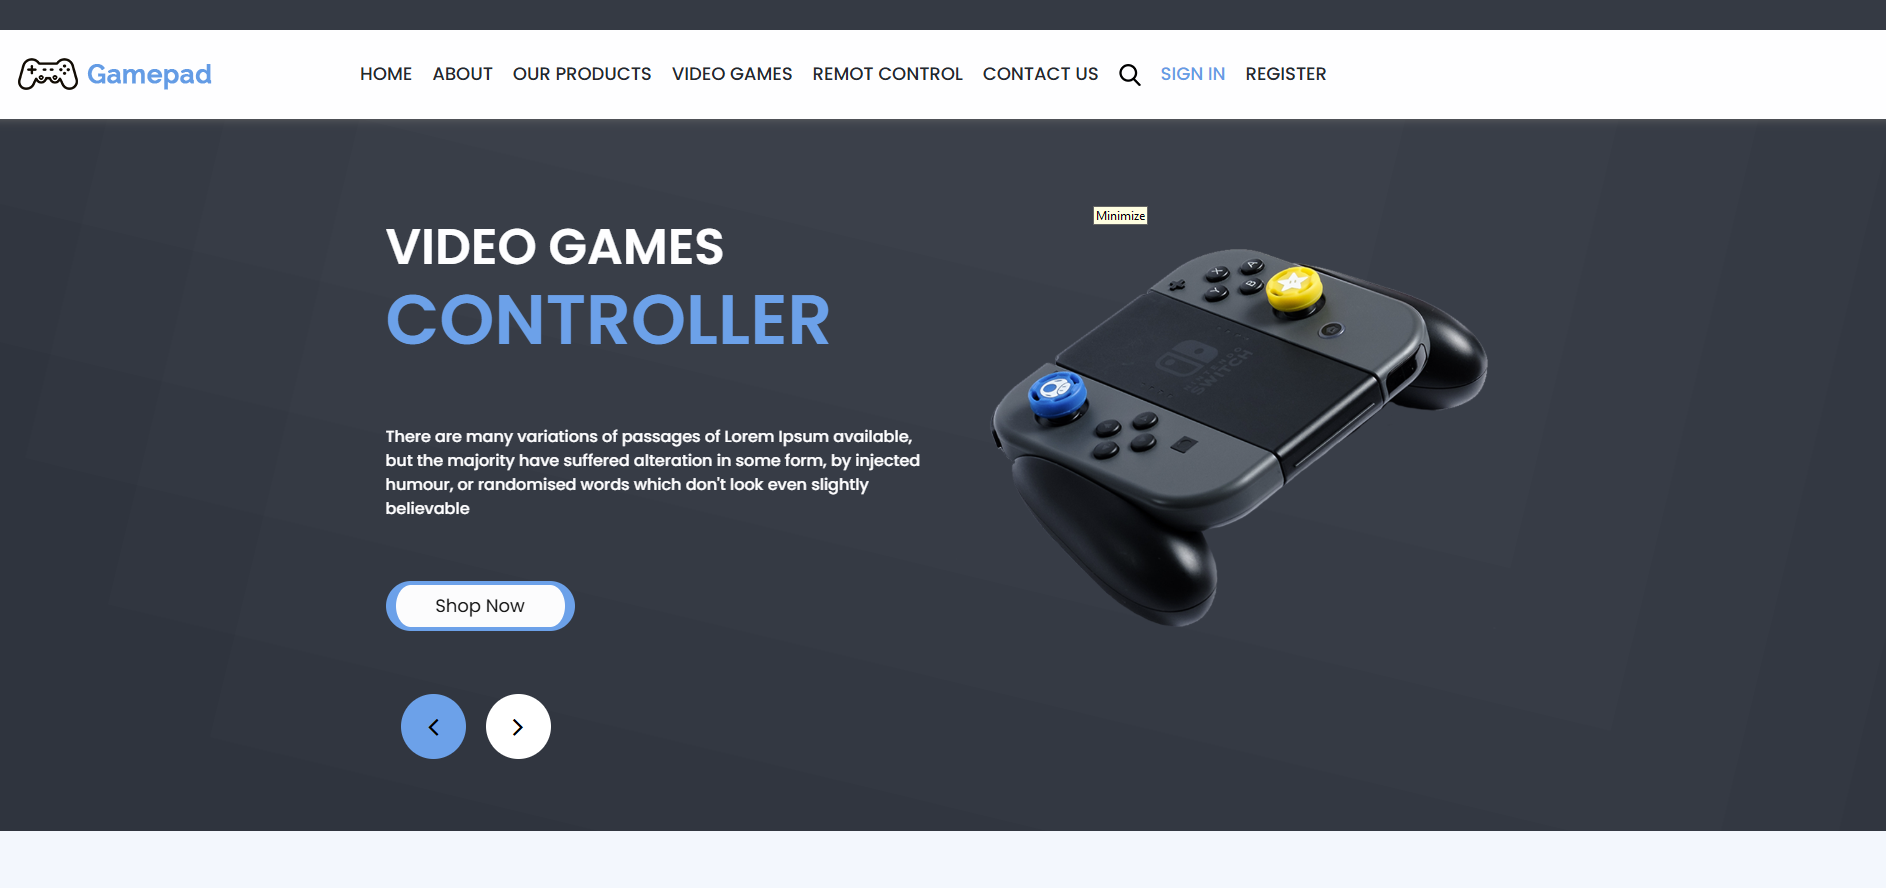 Gamepad
HOME ABOUT OUR PRODUCTS VIDEO GAMES REMOT CONTROL CONTACT US SIGN IN REGISTER
Minimize
VIDEO GAMES
CONTROLLER
X A
Y B
NINTENDO
SWITCH
There are many variations of passages of Lorem Ipsum available,
but the majority have suffered alteration in some form, by injected
humour, or randomised words which don't look even slightly
believable
Shop Now